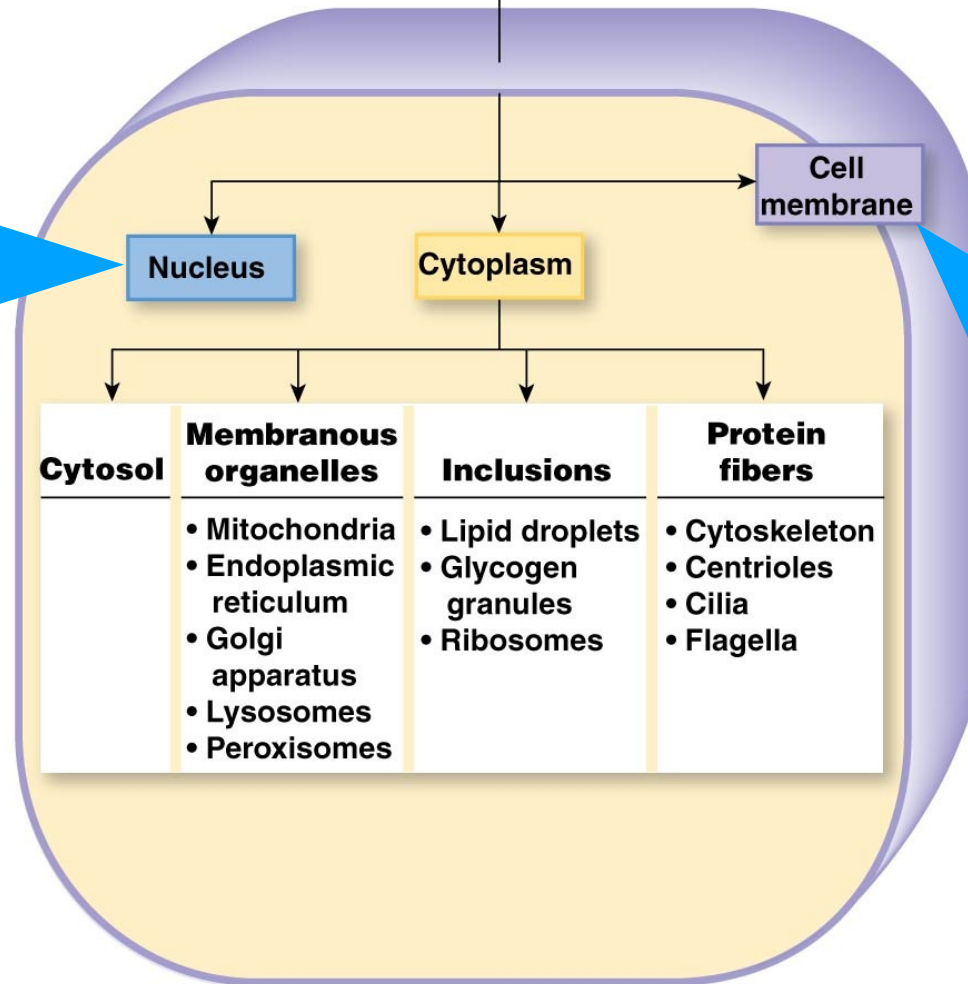 Cell
membrane
Nucleus
Cytoplasm
Cytosol
Membranous
organelles
• Mitochondria
• Endoplasmic
reticulum
• Golgi
apparatus
• Lysosomes
• Peroxisomes
Inclusions
• Lipid droplets
• Glycogen
granules
• Ribosomes
Protein
fibers
• Cytoskeleton
• Centrioles
• Cilia
• Flagella